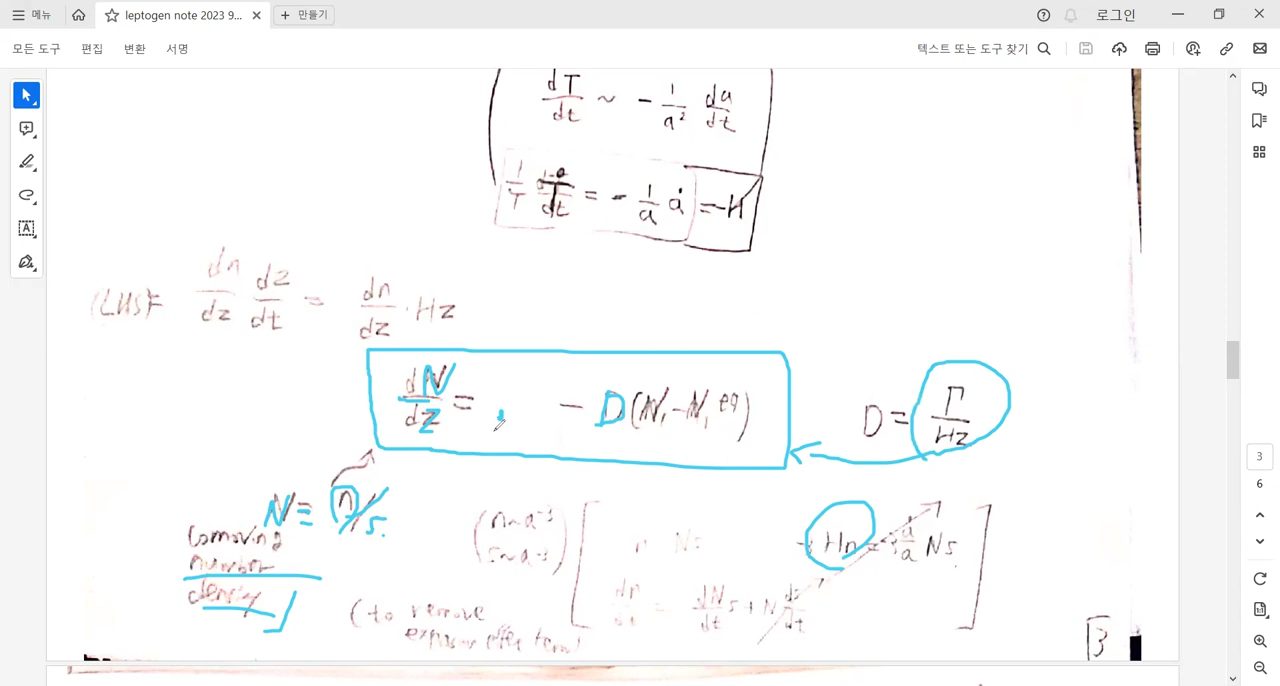 메뉴
leptogen note 2023 9...
만들기
로그인
모든 도구 편집 변환 서명
텍스트 또는 도구 찾기
dT/dt ~ - 1/a² da/dt
1/T dT/dt = - 1/a ȧ = -H
(LHS)= dn/dz dz/dt = dn/dz · Hz
dN/dz = - D(N₁ - N₁,eq)
D = Γ/Hz
N ≡ n/s.
comoving
number
density
(n~a⁻³
s~a⁻³)
n Ns
Hn = ȧ/a Ns
dn/dt = dN/dt s + N ds/dt
(to remove
3
3
6